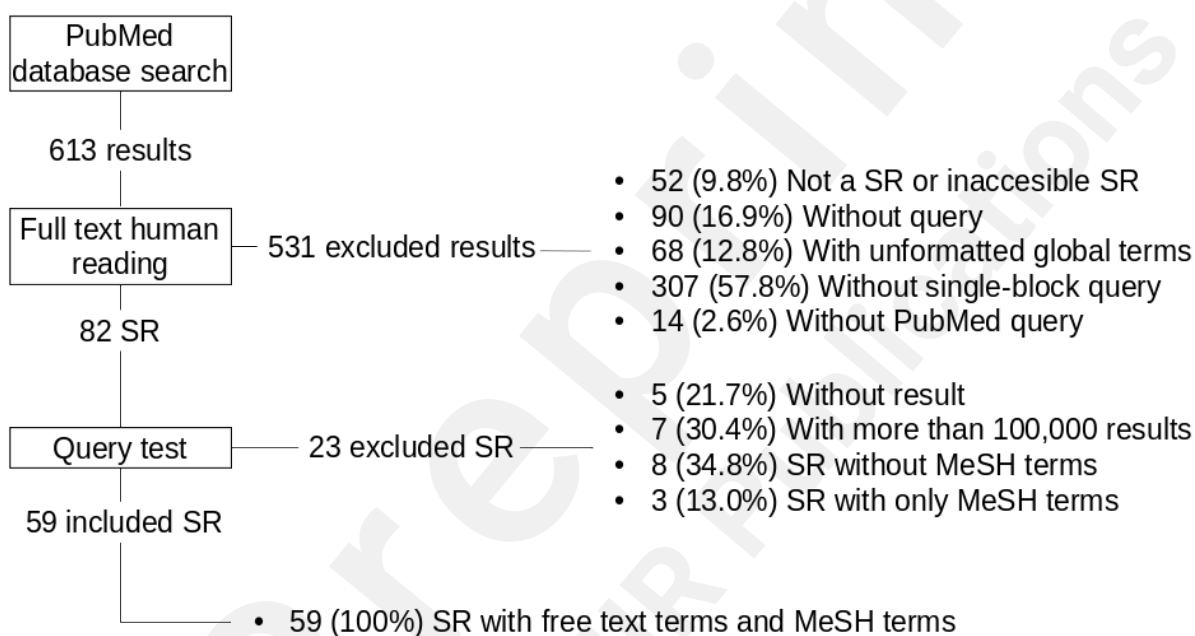 PubMed
database search
613 results
Full text human
reading
531 excluded results
• 52 (9.8%) Not a SR or inaccesible SR
• 90 (16.9%) Without query
• 68 (12.8%) With unformatted global terms
• 307 (57.8%) Without single-block query
• 14 (2.6%) Without PubMed query
82 SR
Query test
23 excluded SR
• 5 (21.7%) Without result
• 7 (30.4%) With more than 100,000 results
• 8 (34.8%) SR without MeSH terms
• 3 (13.0%) SR with only MeSH terms
59 included SR
• 59 (100%) SR with free text terms and MeSH terms
reprin
R Publications